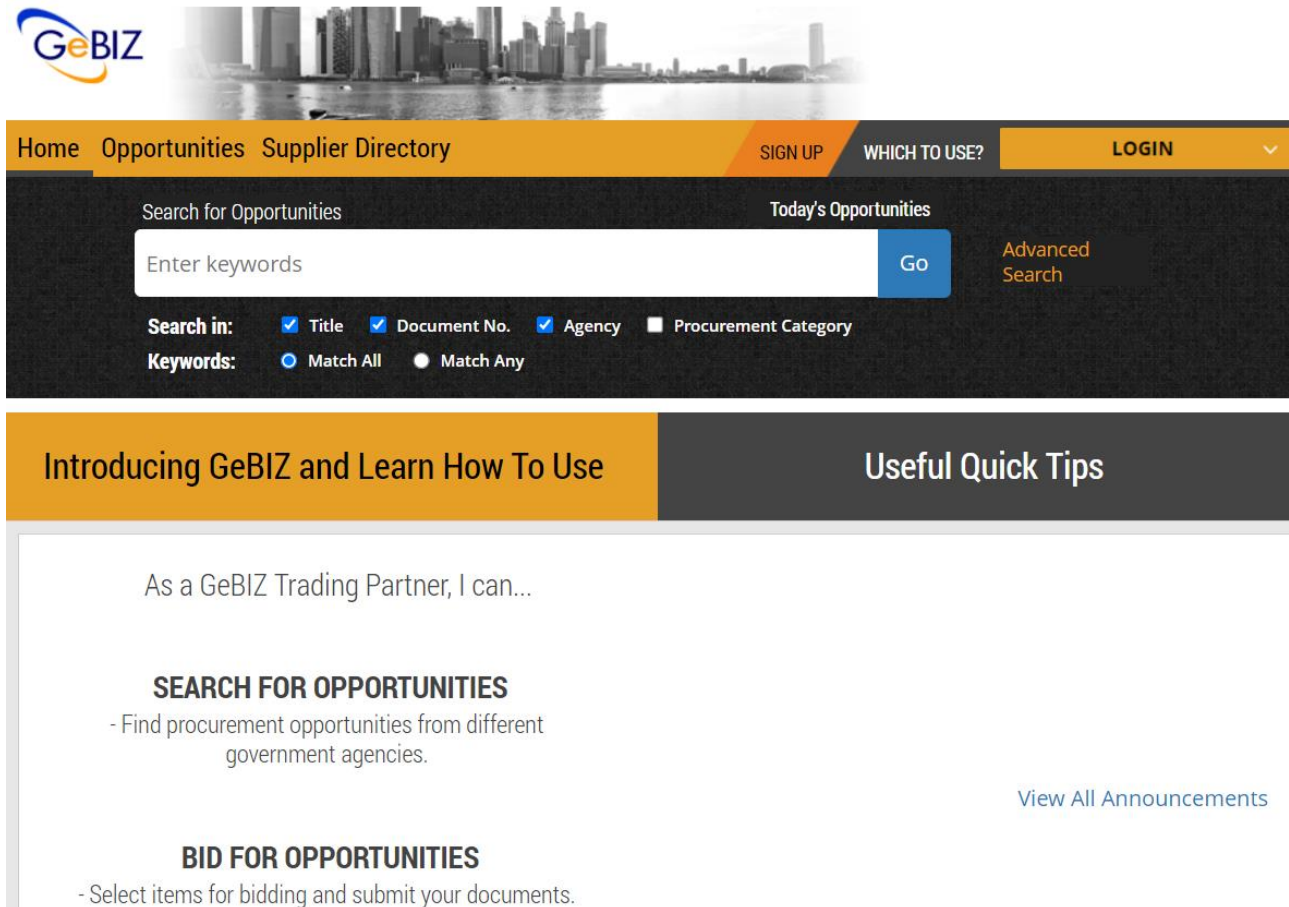 GeBIZ
Home Opportunities Supplier Directory SIGN UP WHICH TO USE? LOGIN
Search for Opportunities Today's Opportunities
Enter keywords Go Advanced
Search
Search in: Title Document No. Agency Procurement Category
Keywords: Match All Match Any
Introducing GeBIZ and Learn How To Use Useful Quick Tips
As a GeBIZ Trading Partner, I can...
SEARCH FOR OPPORTUNITIES
- Find procurement opportunities from different
government agencies.
View All Announcements
BID FOR OPPORTUNITIES
- Select items for bidding and submit your documents.